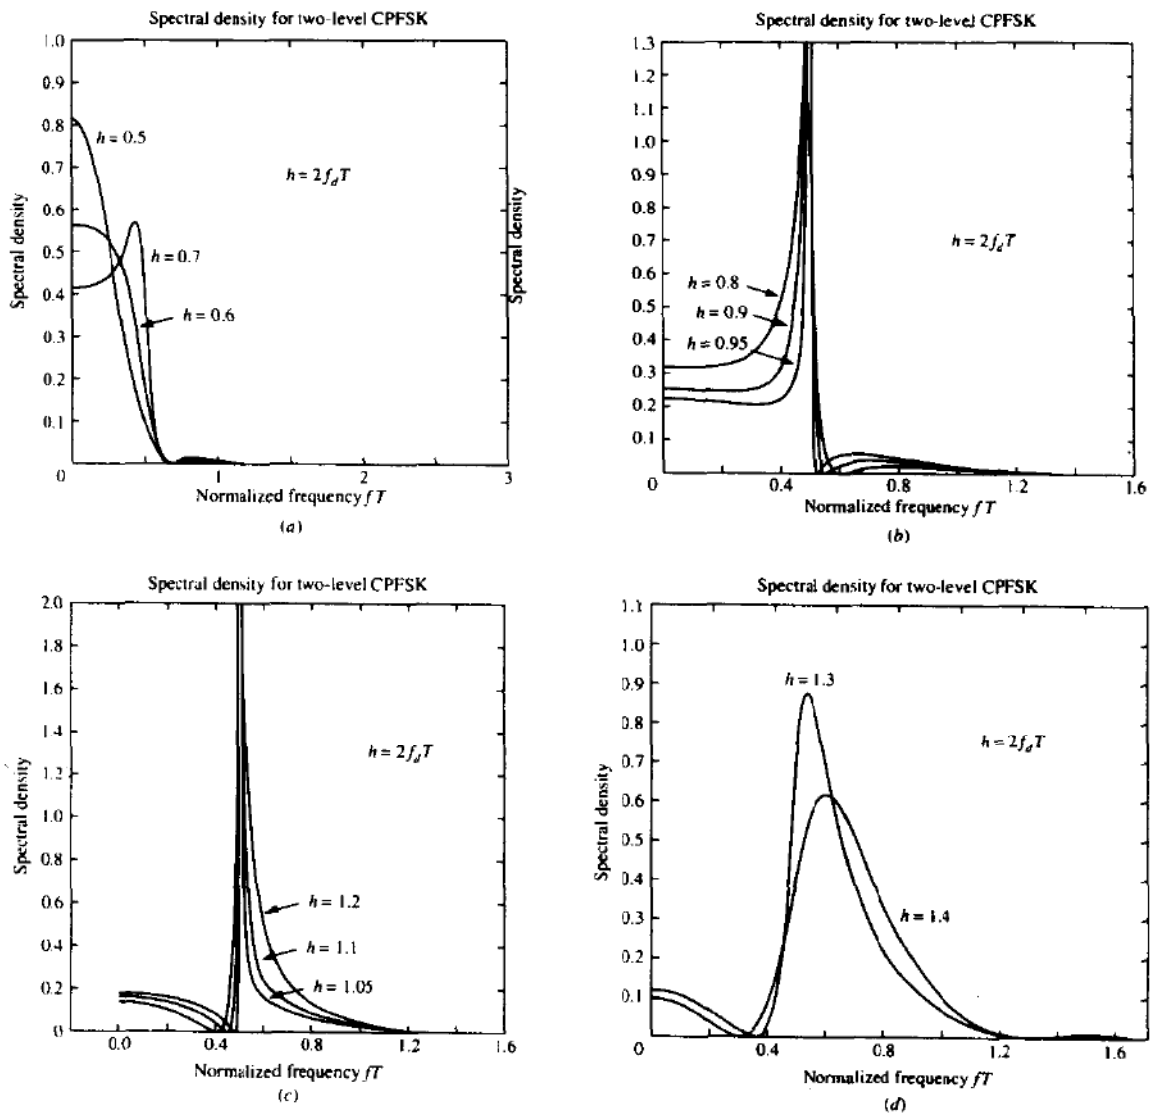 Spectral density for two-level CPFSK
1.0
0.9
0.8
0.7
0.6
0.5
0.4
0.3
0.2
0.1
0
1
2
3
Spectral density
h = 0.5
h = 2f_dT
h = 0.7
h = 0.6
Normalized frequency fT
(a)
Spectral density for two-level CPFSK
1.3
1.2
1.1
1.0
0.9
0.8
0.7
0.6
0.5
0.4
0.3
0.2
0.1
0
0.4
0.8
1.2
1.6
Spectral density
h = 2f_dT
h = 0.8
h = 0.9
h = 0.95
Normalized frequency fT
(b)
Spectral density for two-level CPFSK
2.0
1.8
1.6
1.4
1.2
1.0
0.8
0.6
0.4
0.2
0
0.0
0.4
0.8
1.2
1.6
Spectral density
h = 2f_dT
h = 1.2
h = 1.1
h = 1.05
Normalized frequency fT
(c)
Spectral density for two-level CPFSK
1.1
1.0
0.9
0.8
0.7
0.6
0.5
0.4
0.3
0.2
0.1
0
0.4
0.8
1.2
1.6
Spectral density
h = 1.3
h = 2f_dT
h = 1.4
Normalized frequency fT
(d)